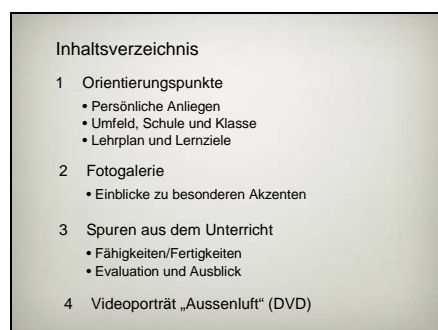 Inhaltsverzeichnis
1 Orientierungspunkte
• Persönliche Anliegen
• Umfeld, Schule und Klasse
• Lehrplan und Lernziele
2 Fotogalerie
• Einblicke zu besonderen Akzenten
3 Spuren aus dem Unterricht
• Fähigkeiten/Fertigkeiten
• Evaluation und Ausblick
4 Videoporträt „Aussenluft“ (DVD)